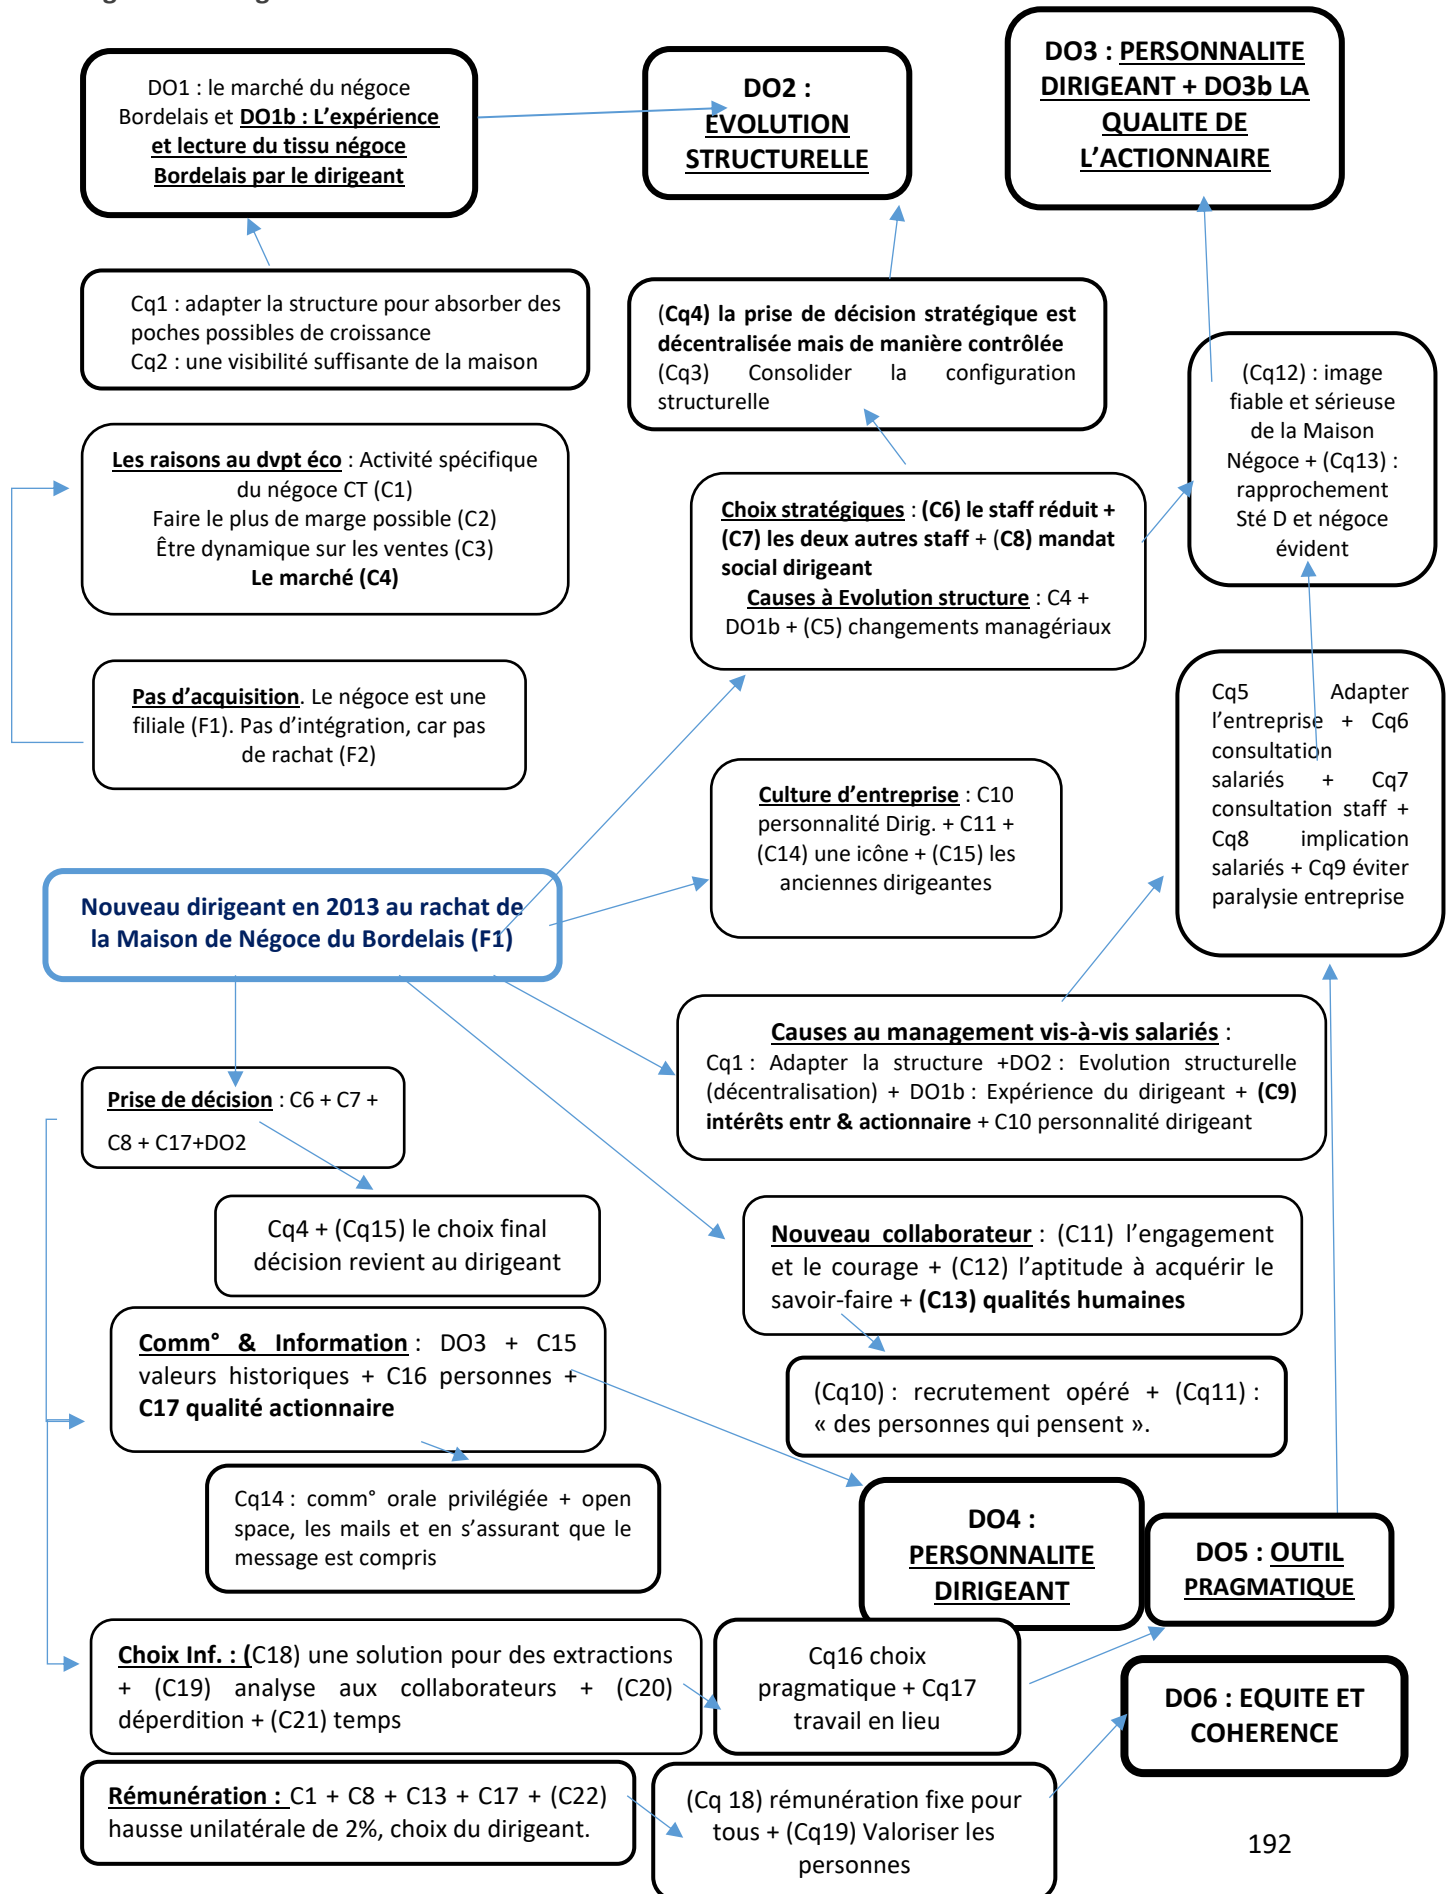 DO1 : le marché du négoce
Bordelais et DO1b : L’expérience
et lecture du tissu négoce
Bordelais par le dirigeant
DO2 :
EVOLUTION
STRUCTURELLE
DO3 : PERSONNALITE
DIRIGEANT + DO3b LA
QUALITE DE
L’ACTIONNAIRE
Cq1 : adapter la structure pour absorber des
poches possibles de croissance
Cq2 : une visibilité suffisante de la maison
(Cq4) la prise de décision stratégique est
décentralisée mais de manière contrôlée
(Cq3) Consolider la configuration
structurelle
(Cq12) : image
fiable et sérieuse
de la Maison
Négoce + (Cq13) :
rapprochement
Sté D et négoce
évident
Les raisons au dvpt éco : Activité spécifique
du négoce CT (C1)
Faire le plus de marge possible (C2)
Être dynamique sur les ventes (C3)
Le marché (C4)
Choix stratégiques : (C6) le staff réduit +
(C7) les deux autres staff + (C8) mandat
social dirigeant
Causes à Evolution structure : C4 +
DO1b + (C5) changements managériaux
Pas d’acquisition. Le négoce est une
filiale (F1). Pas d’intégration, car pas
de rachat (F2)
Cq5 Adapter
l’entreprise + Cq6
consultation
salariés + Cq7
consultation staff +
Cq8 implication
salariés + Cq9 éviter
paralysie entreprise
Culture d’entreprise : C10
personnalité Dirig. + C11 +
(C14) une icône + (C15) les
anciennes dirigeantes
Nouveau dirigeant en 2013 au rachat de
la Maison de Négoce du Bordelais (F1)
Causes au management vis-à-vis salariés :
Cq1 : Adapter la structure +DO2 : Evolution structurelle
(décentralisation) + DO1b : Expérience du dirigeant + (C9)
intérêts entr & actionnaire + C10 personnalité dirigeant
Prise de décision : C6 + C7 +
C8 + C17+DO2
Cq4 + (Cq15) le choix final
décision revient au dirigeant
Nouveau collaborateur : (C11) l’engagement
et le courage + (C12) l’aptitude à acquérir le
savoir-faire + (C13) qualités humaines
Comm° & Information : DO3 + C15
valeurs historiques + C16 personnes +
C17 qualité actionnaire
(Cq10) : recrutement opéré + (Cq11) :
« des personnes qui pensent ».
Cq14 : comm° orale privilégiée + open
space, les mails et en s’assurant que le
message est compris
DO4 :
PERSONNALITE
DIRIGEANT
DO5 : OUTIL
PRAGMATIQUE
Choix Inf. : (C18) une solution pour des extractions
+ (C19) analyse aux collaborateurs + (C20)
déperdition + (C21) temps
Cq16 choix
pragmatique + Cq17
travail en lieu
DO6 : EQUITE ET
COHERENCE
Rémunération : C1 + C8 + C13 + C17 + (C22)
hausse unilatérale de 2%, choix du dirigeant.
(Cq 18) rémunération fixe pour
tous + (Cq19) Valoriser les
personnes
192